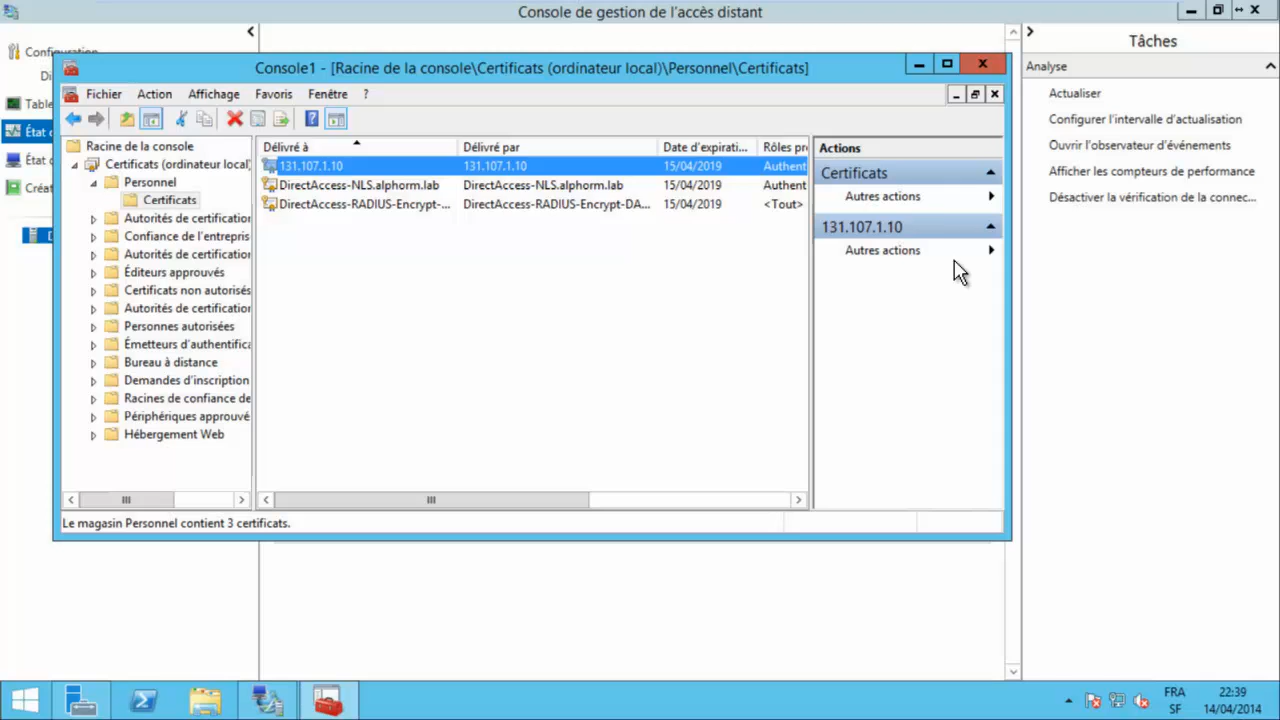 Console de gestion de l'accès distant
Configuration
Di
Table
État d
État d
Créat
D
Console1 - [Racine de la console\Certificats (ordinateur local)\Personnel\Certificats]
Fichier Action Affichage Favoris Fenêtre ?
Racine de la console
Certificats (ordinateur local)
Personnel
Certificats
Autorités de certification
Confiance de l'entrepris
Autorités de certification
Éditeurs approuvés
Certificats non autorisés
Autorités de certification
Personnes autorisées
Émetteurs d'authentifica
Bureau à distance
Demandes d'inscription
Racines de confiance de
Périphériques approuvé
Hébergement Web
Délivré à Délivré par Date d'expirati... Rôles pr
131.107.1.10 131.107.1.10 15/04/2019 Authent
DirectAccess-NLS.alphorm.lab DirectAccess-NLS.alphorm.lab 15/04/2019 Authent
DirectAccess-RADIUS-Encrypt-... DirectAccess-RADIUS-Encrypt-DA... 15/04/2019 <Tout>
Actions
Certificats
Autres actions
131.107.1.10
Autres actions
Le magasin Personnel contient 3 certificats.
Tâches
Analyse
Actualiser
Configurer l'intervalle d'actualisation
Ouvrir l'observateur d'événements
Afficher les compteurs de performance
Désactiver la vérification de la connec...
FRA
SF
22:39
14/04/2014